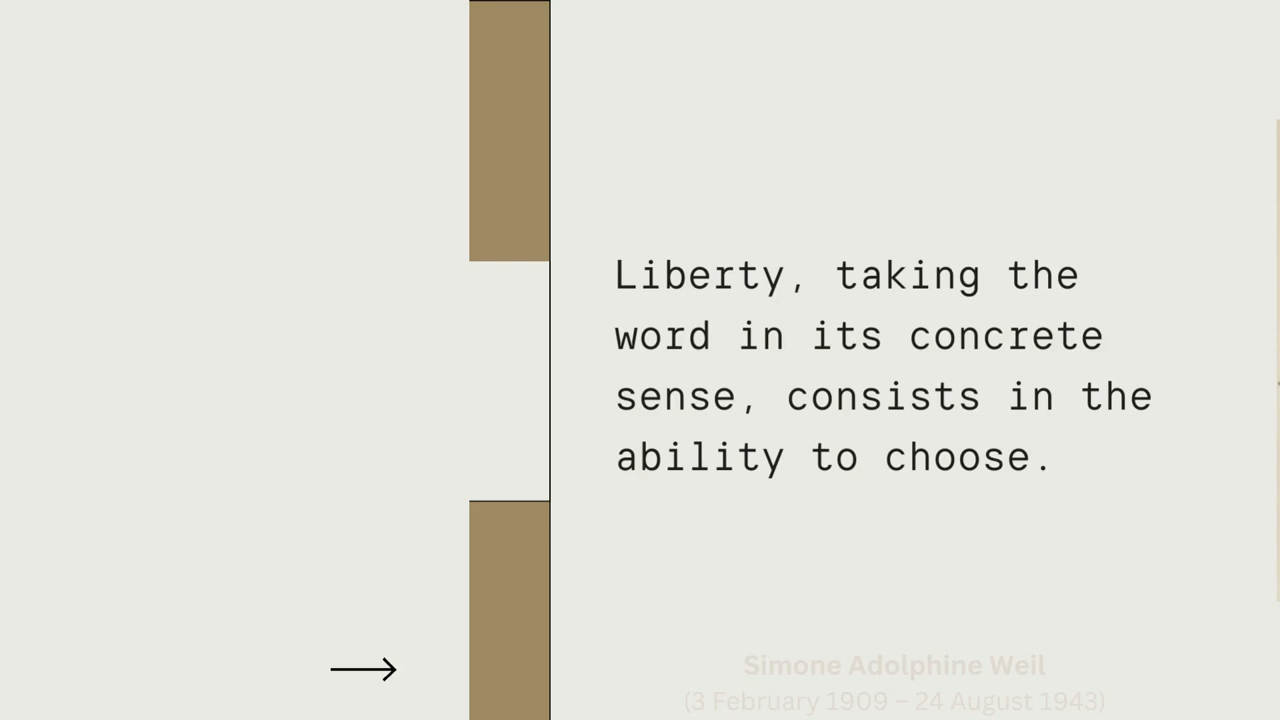 Liberty, taking the
word in its concrete
sense, consists in the
ability to choose.
Simone Adolphine Weil
(3 February 1909 – 24 August 1943)